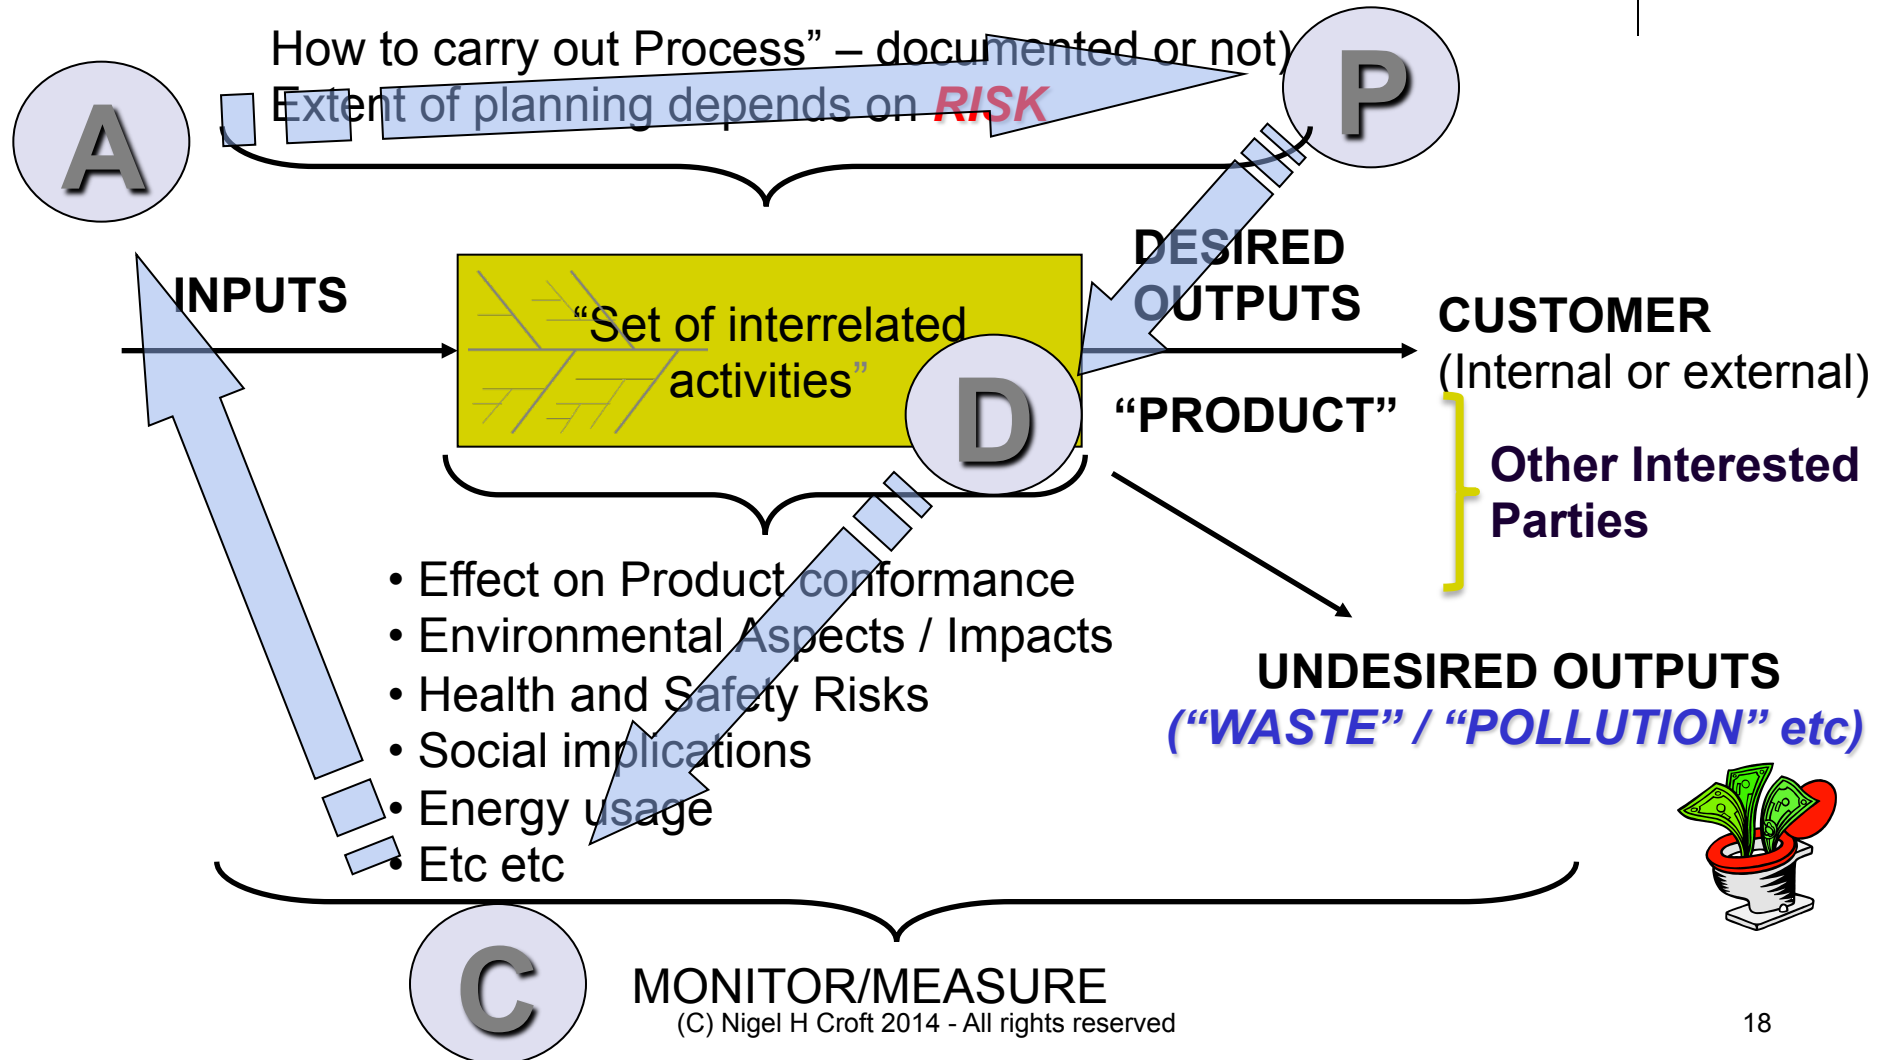 How to carry out Process” – documented or not)
Extent of planning depends on RISK
A
P
INPUTS
“Set of interrelated
activities”
D
DESIRED
OUTPUTS
“PRODUCT”
CUSTOMER
(Internal or external)
Other Interested
Parties
• Effect on Product conformance
• Environmental Aspects / Impacts
• Health and Safety Risks
• Social implications
• Energy usage
• Etc etc
UNDESIRED OUTPUTS
(“WASTE” / “POLLUTION” etc)
C
MONITOR/MEASURE
(C) Nigel H Croft 2014 - All rights reserved
18